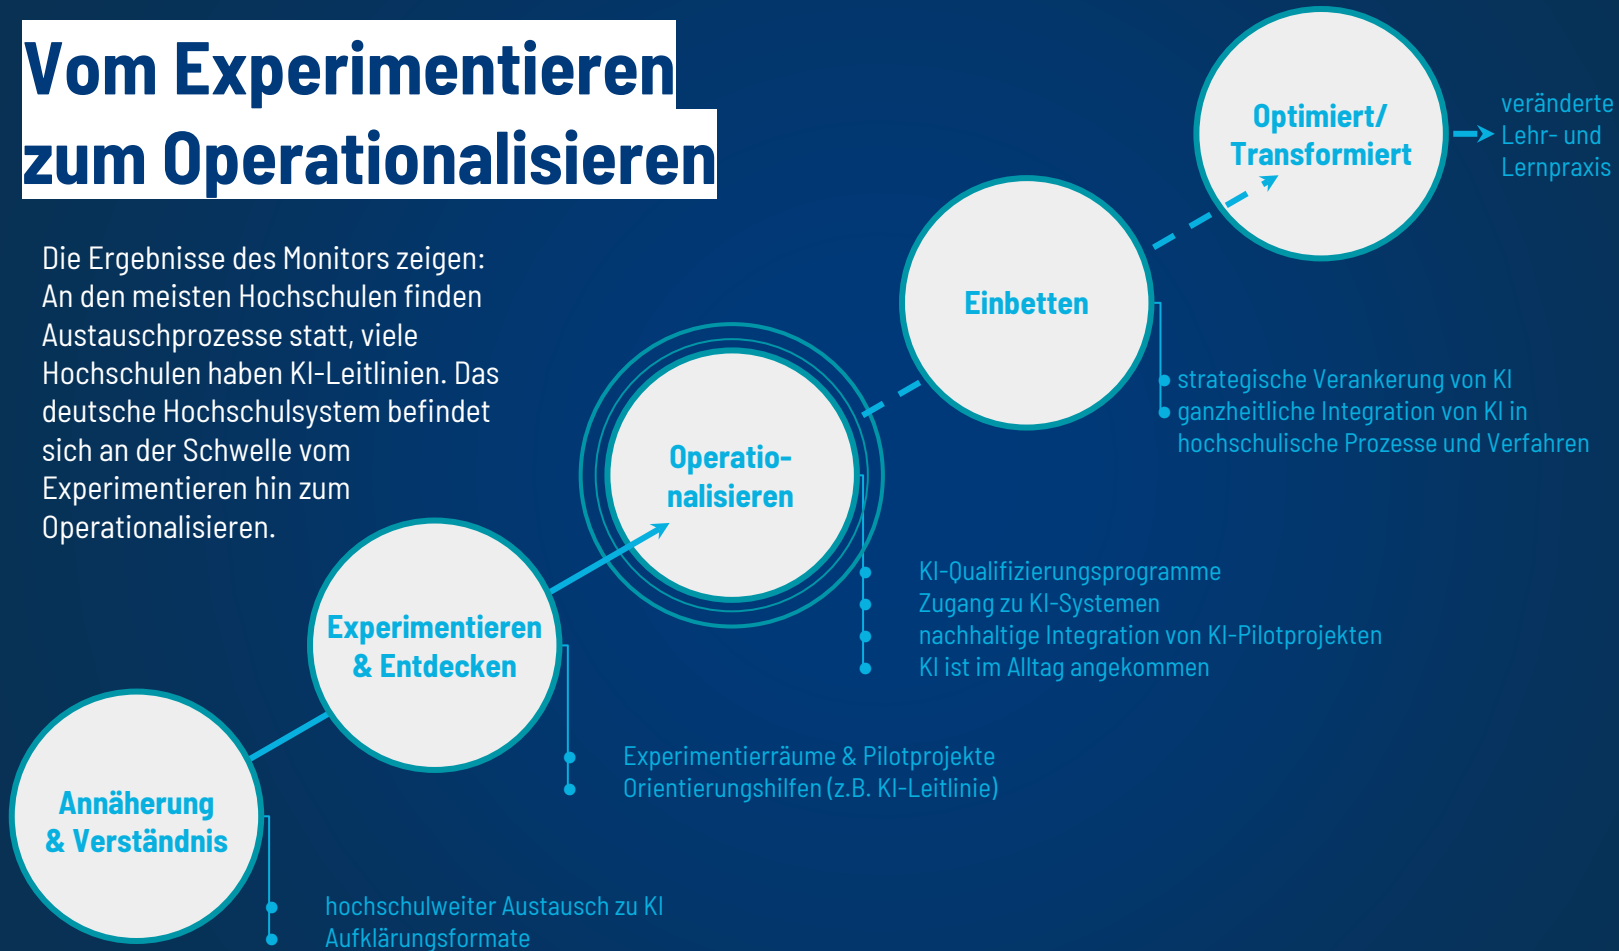 Vom Experimentieren
zum Operationalisieren
Die Ergebnisse des Monitors zeigen:
An den meisten Hochschulen finden
Austauschprozesse statt, viele
Hochschulen haben KI-Leitlinien. Das
deutsche Hochschulsystem befindet
sich an der Schwelle vom
Experimentieren hin zum
Operationalisieren.
Optimiert/
Transformiert
veränderte
Lehr- und
Lernpraxis
Einbetten
strategische Verankerung von KI
ganzheitliche Integration von KI in
hochschulische Prozesse und Verfahren
Operatio-
nalisieren
KI-Qualifizierungsprogramme
Zugang zu KI-Systemen
nachhaltige Integration von KI-Pilotprojekten
KI ist im Alltag angekommen
Experimentieren
& Entdecken
Experimentierräume & Pilotprojekte
Orientierungshilfen (z.B. KI-Leitlinie)
Annäherung
& Verständnis
hochschulweiter Austausch zu KI
Aufklärungsformate